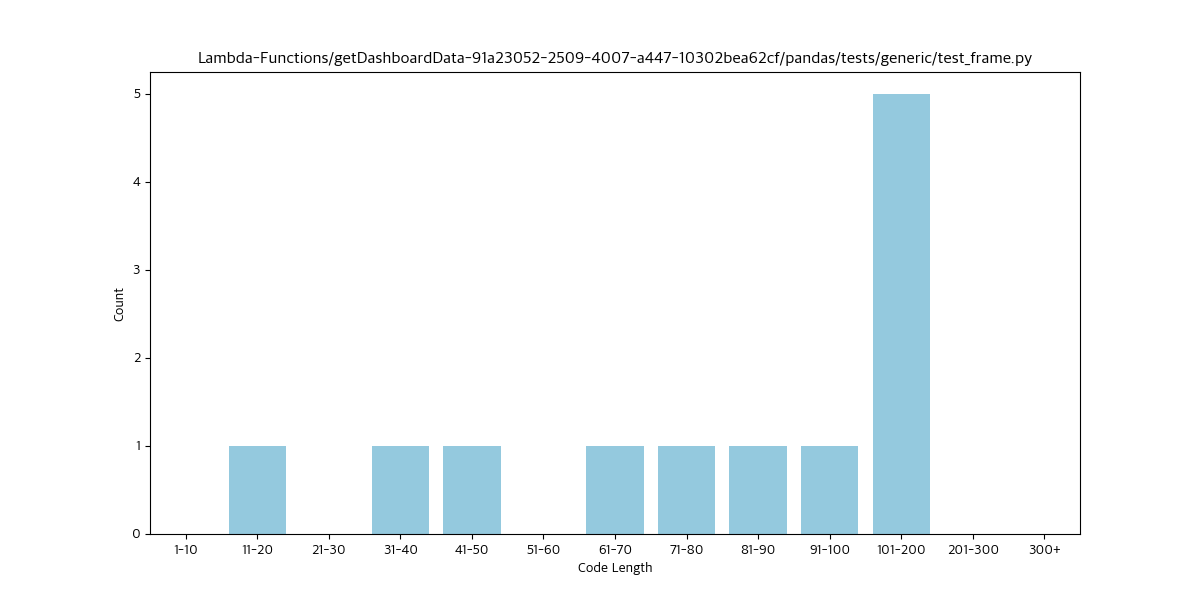 Lambda-Functions/getDashboardData-91a23052-2509-4007-a447-10302bea62cf/pandas/tests/generic/test_frame.py
5
4
3
2
1
0
Count
1-10 11-20 21-30 31-40 41-50 51-60 61-70 71-80 81-90 91-100 101-200 201-300 300+
Code Length